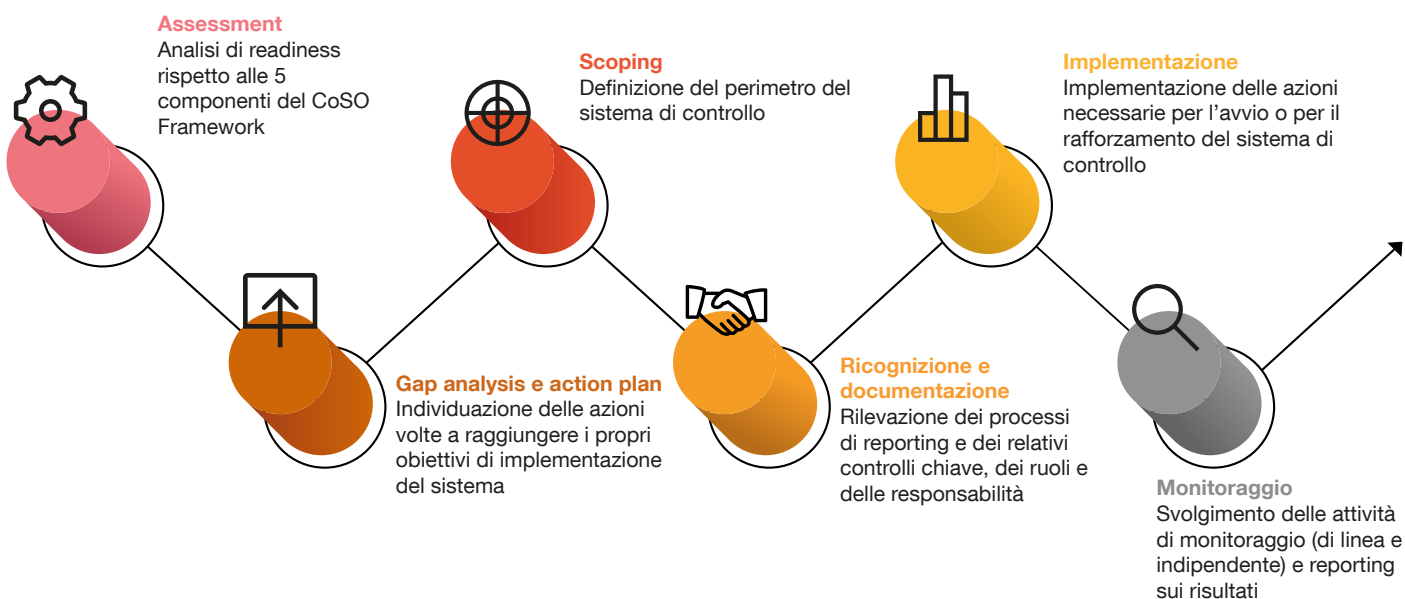 Assessment
Analisi di readiness
rispetto alle 5
componenti del CoSO
Framework
Gap analysis e action plan
Individuazione delle azioni
volte a raggiungere i propri
obiettivi di implementazione
del sistema
Scoping
Definizione del perimetro del
sistema di controllo
Ricognizione e
documentazione
Rilevazione dei processi
di reporting e dei relativi
controlli chiave, dei ruoli e
delle responsabilità
Implementazione
Implementazione delle azioni
necessarie per l’avvio o per il
rafforzamento del sistema di
controllo
Monitoraggio
Svolgimento delle attività
di monitoraggio (di linea e
indipendente) e reporting
sui risultati